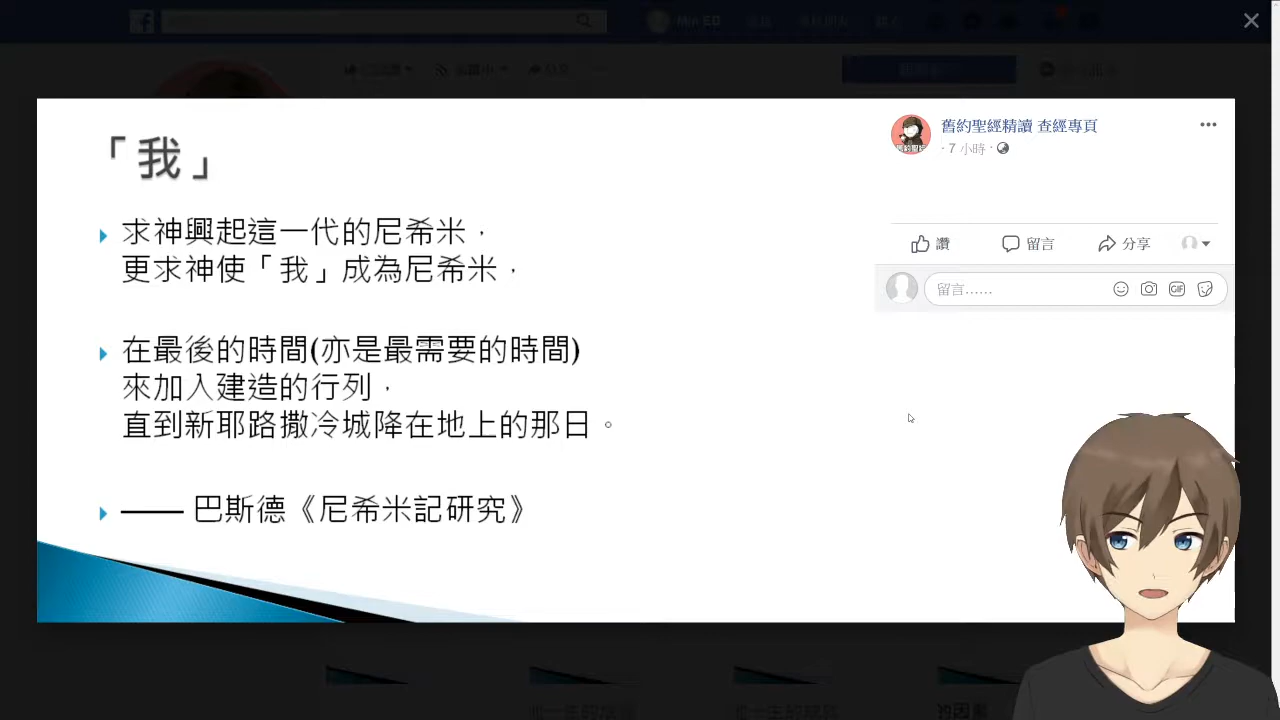 「我」
求神興起這一代的尼希米，
更求神使「我」成為尼希米，
在最後的時間(亦是最需要的時間)
來加入建造的行列，
直到新耶路撒冷城降在地上的那日。
—— 巴斯德《尼希米記研究》
舊約聖經精讀 查經專頁
· 7 小時 ·
讚 留言 分享
留言……
GIF